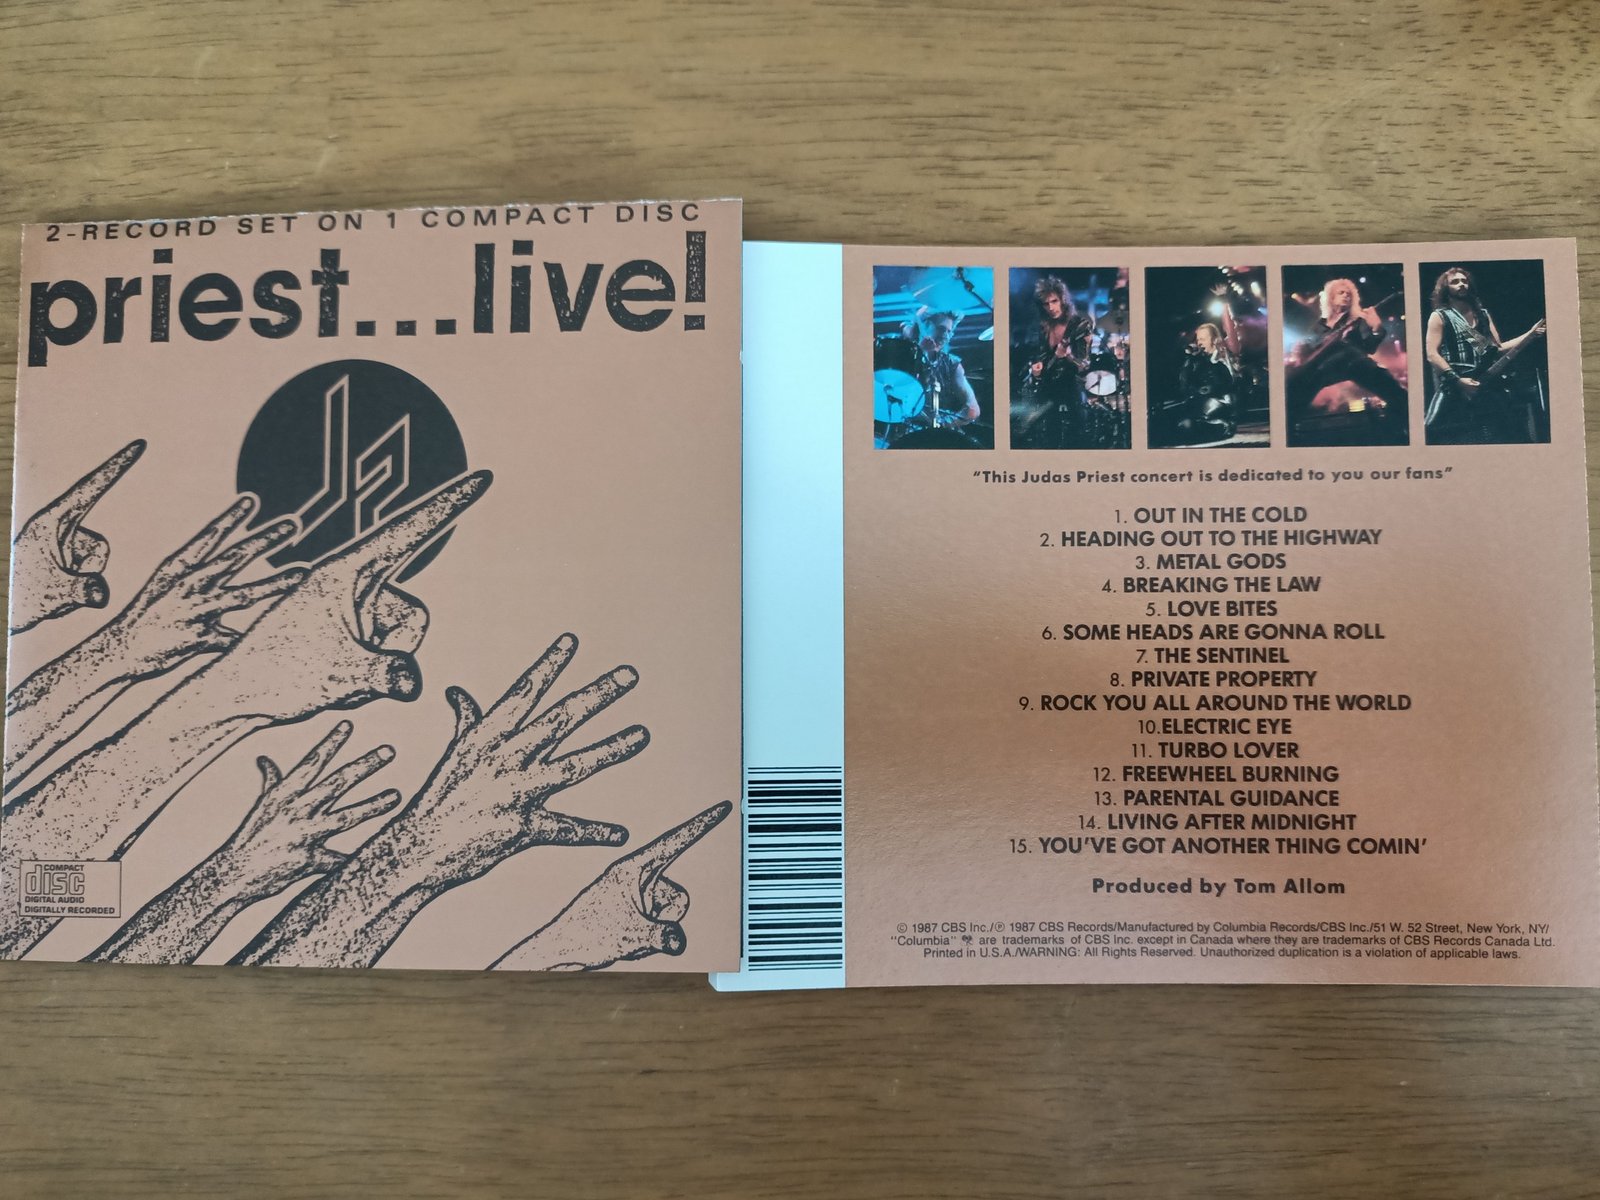 2-RECORD SET ON 1 COMPACT DISC
priest...live!
JP
COMPACT
disc
DIGITAL AUDIO
DIGITALLY RECORDED
"This Judas Priest concert is dedicated to you our fans"
1. OUT IN THE COLD
2. HEADING OUT TO THE HIGHWAY
3. METAL GODS
4. BREAKING THE LAW
5. LOVE BITES
6. SOME HEADS ARE GONNA ROLL
7. THE SENTINEL
8. PRIVATE PROPERTY
9. ROCK YOU ALL AROUND THE WORLD
10.ELECTRIC EYE
11. TURBO LOVER
12. FREEWHEEL BURNING
13. PARENTAL GUIDANCE
14. LIVING AFTER MIDNIGHT
15. YOU'VE GOT ANOTHER THING COMIN'
Produced by Tom Allom
© 1987 CBS Inc./℗ 1987 CBS Records/Manufactured by Columbia Records/CBS Inc./51 W. 52 Street, New York, NY/
"Columbia" are trademarks of CBS Inc. except in Canada where they are trademarks of CBS Records Canada Ltd.
Printed in U.S.A./WARNING: All Rights Reserved. Unauthorized duplication is a violation of applicable laws.